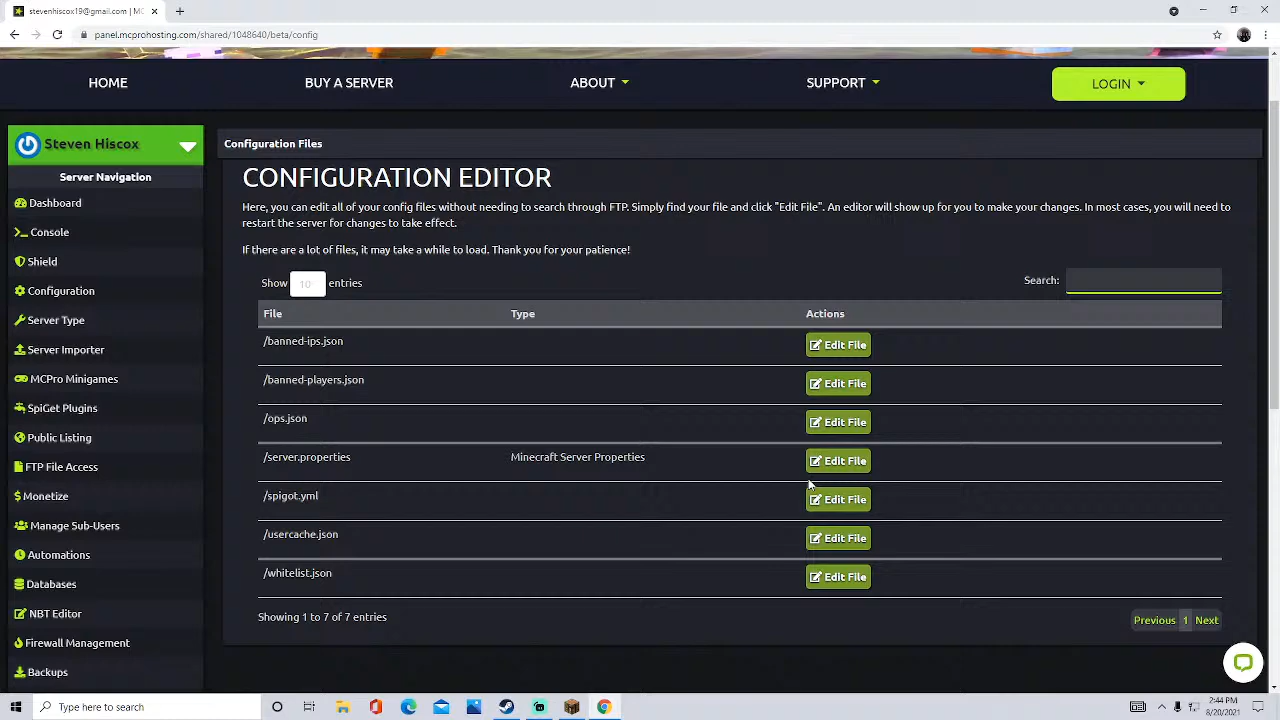 stevenhiscox19@gmail.com | MC
panel.mcprohosting.com/shared/1048640/beta/config
HOME
BUY A SERVER
ABOUT
SUPPORT
LOGIN
Steven Hiscox
Server Navigation
Dashboard
Console
Shield
Configuration
Server Type
Server Importer
MCPro Minigames
SpiGet Plugins
Public Listing
FTP File Access
Monetize
Manage Sub-Users
Automations
Databases
NBT Editor
Firewall Management
Backups
Configuration Files
CONFIGURATION EDITOR
Here, you can edit all of your config files without needing to search through FTP. Simply find your file and click "Edit File". An editor will show up for you to make your changes. In most cases, you will need to
restart the server for changes to take effect.
If there are a lot of files, it may take a while to load. Thank you for your patience!
Show 10 entries
Search:
File Type Actions
/banned-ips.json Edit File
/banned-players.json Edit File
/ops.json Edit File
/server.properties Minecraft Server Properties Edit File
/spigot.yml Edit File
/usercache.json Edit File
/whitelist.json Edit File
Showing 1 to 7 of 7 entries
Previous 1 Next
Type here to search
2:44 PM
8/20/2021